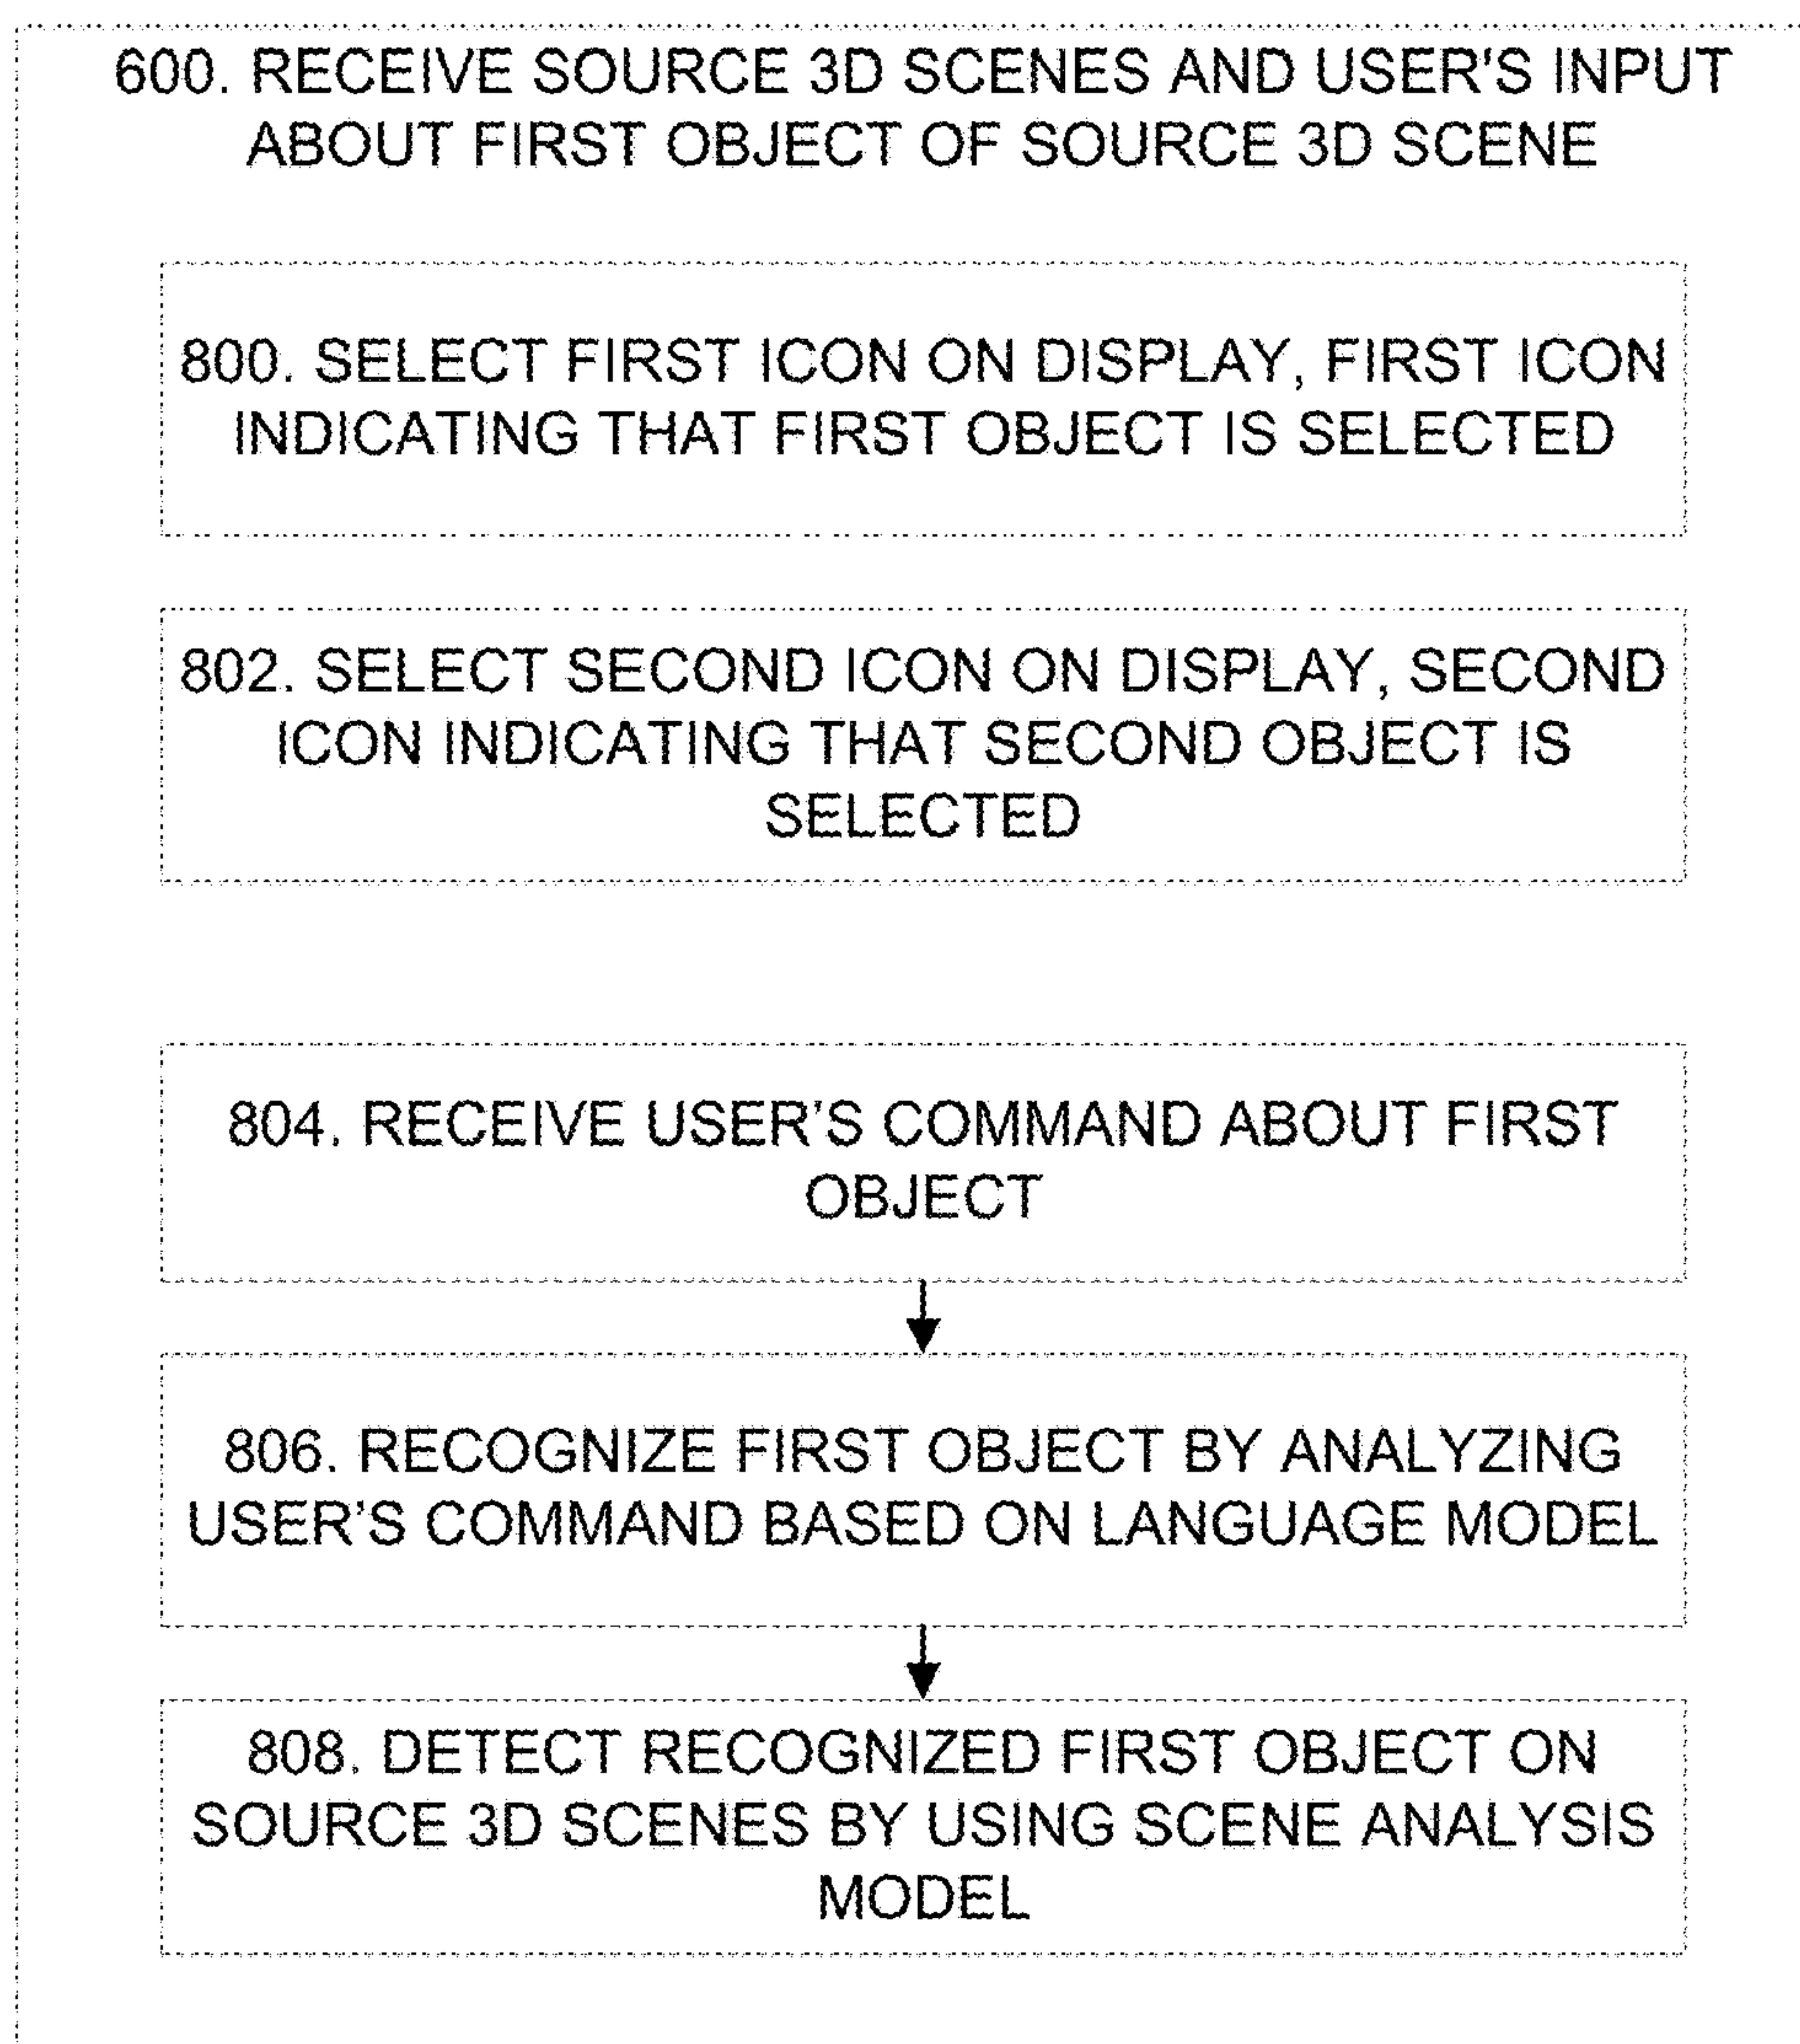 600. RECEIVE SOURCE 3D SCENES AND USER'S INPUT
ABOUT FIRST OBJECT OF SOURCE 3D SCENE
800. SELECT FIRST ICON ON DISPLAY, FIRST ICON
INDICATING THAT FIRST OBJECT IS SELECTED
802. SELECT SECOND ICON ON DISPLAY, SECOND
ICON INDICATING THAT SECOND OBJECT IS
SELECTED
804. RECEIVE USER’S COMMAND ABOUT FIRST
OBJECT
806. RECOGNIZE FIRST OBJECT BY ANALYZING
USER’S COMMAND BASED ON LANGUAGE MODEL
808. DETECT RECOGNIZED FIRST OBJECT ON
SOURCE 3D SCENES BY USING SCENE ANALYSIS
MODEL